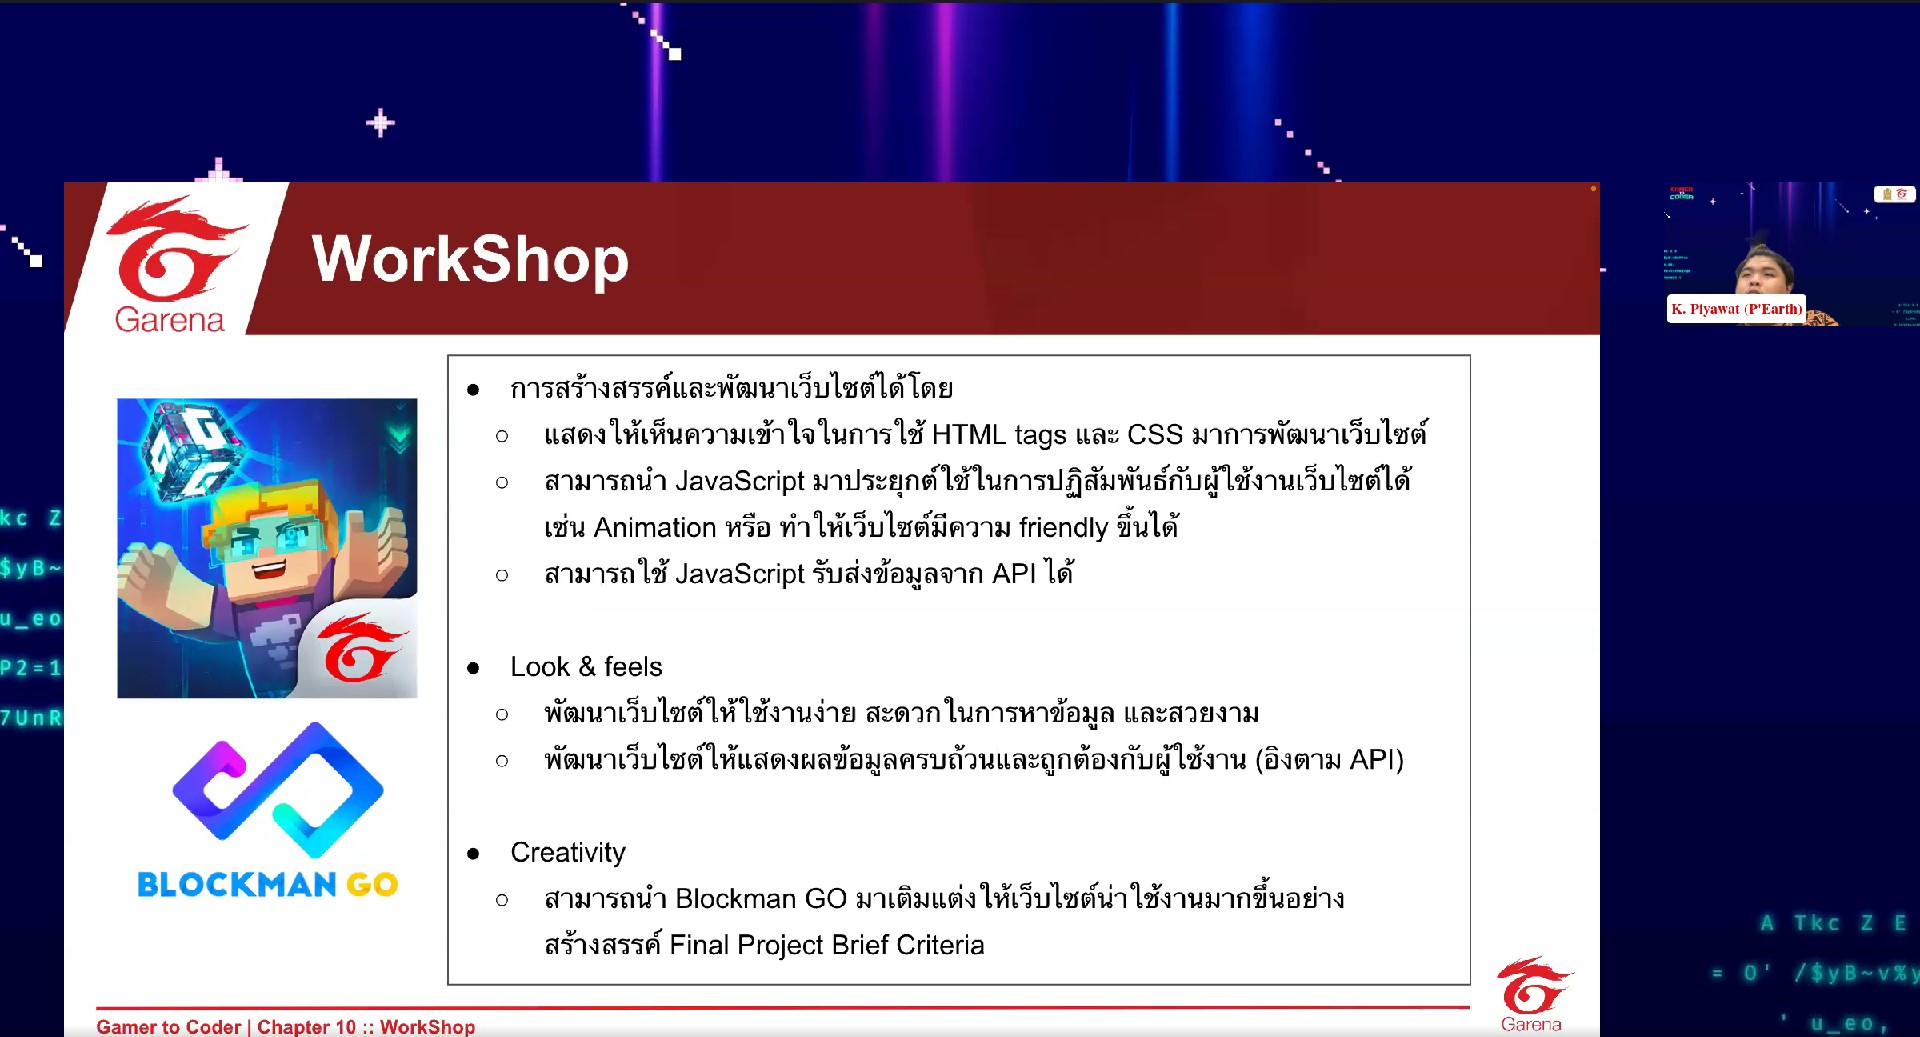 WorkShop
Garena
K. Piyawat (P'Earth)
● การสร้างสรรค์และพัฒนาเว็บไซต์ได้โดย
○ แสดงให้เห็นความเข้าใจในการใช้ HTML tags และ CSS มาการพัฒนาเว็บไซต์
○ สามารถนำ JavaScript มาประยุกต์ใช้ในการปฏิสัมพันธ์กับผู้ใช้งานเว็บไซต์ได้
เช่น Animation หรือ ทำให้เว็บไซต์มีความ friendly ขึ้นได้
○ สามารถใช้ JavaScript รับส่งข้อมูลจาก API ได้
● Look & feels
○ พัฒนาเว็บไซต์ให้ใช้งานง่าย สะดวกในการหาข้อมูล และสวยงาม
○ พัฒนาเว็บไซต์ให้แสดงผลข้อมูลครบถ้วนและถูกต้องกับผู้ใช้งาน (อิงตาม API)
● Creativity
○ สามารถนำ Blockman GO มาเติมแต่งให้เว็บไซต์น่าใช้งานมากขึ้นอย่าง
สร้างสรรค์ Final Project Brief Criteria
BLOCKMAN GO
kc Z
$yB~
u_eo
P2=1
7UnR
A Tkc Z E
= O' /$yB~v%y
' u_eo,
Garena
Gamer to Coder | Chapter 10 :: WorkShop